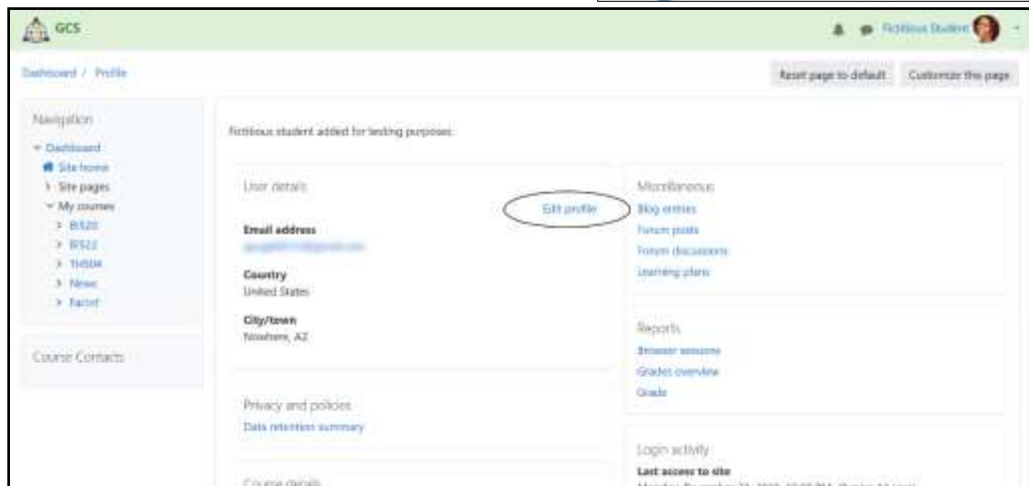 GCS
Fictitious Student
Dashboard / Profile
Reset page to default
Customize this page
Navigation
Dashboard
Site home
Site pages
My courses
BIS20
BIS22
TH504
News
Course Contacts
Fictitious student added for testing purposes.
User details
Edit profile
Email address
Country
United States
City/town
Nowhere, AZ
Privacy and policies
Data retention summary
Course details
Miscellaneous
Blog entries
Forum posts
Forum discussions
Learning plans
Reports
Browser sessions
Grades overview
Grade
Login activity
Last access to site